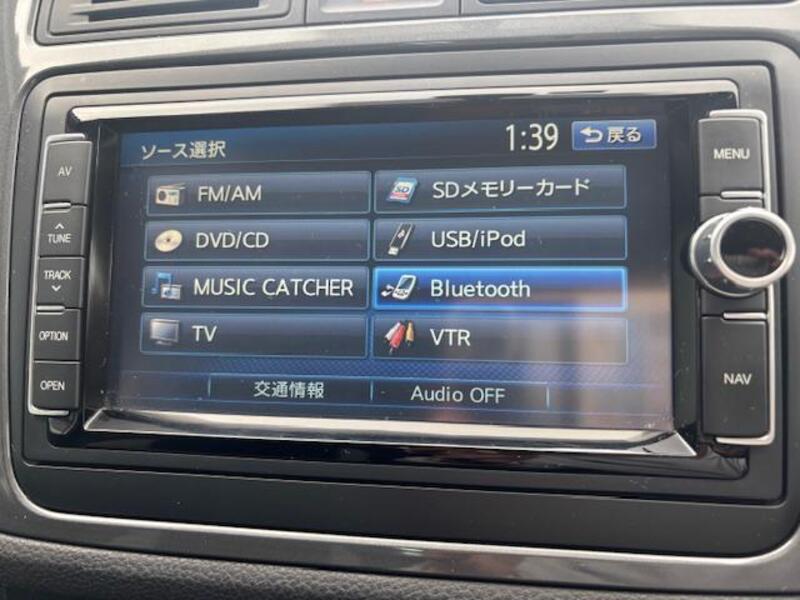 ソース選択
1:39
戻る
FM/AM
SDメモリーカード
DVD/CD
USB/iPod
MUSIC CATCHER
Bluetooth
TV
VTR
交通情報
Audio OFF
AV
TUNE
TRACK
OPTION
OPEN
MENU
NAV
SD